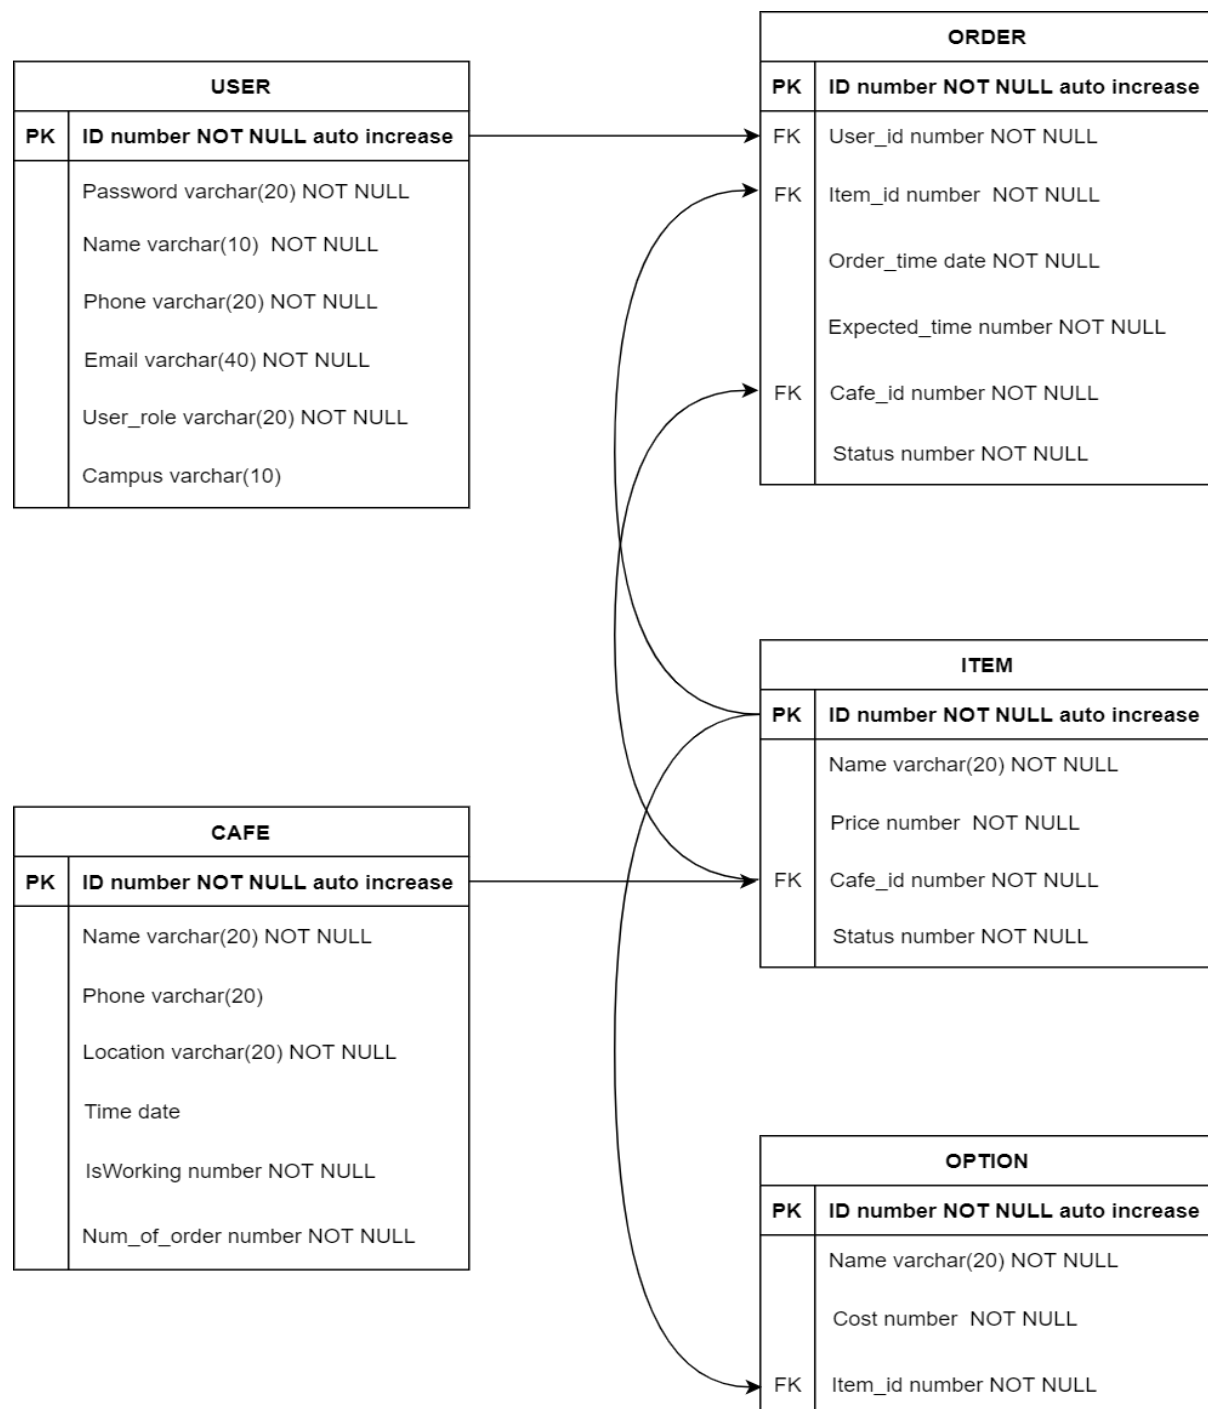 USER
PK ID number NOT NULL auto increase
Password varchar(20) NOT NULL
Name varchar(10) NOT NULL
Phone varchar(20) NOT NULL
Email varchar(40) NOT NULL
User_role varchar(20) NOT NULL
Campus varchar(10)
ORDER
PK ID number NOT NULL auto increase
FK User_id number NOT NULL
FK Item_id number NOT NULL
Order_time date NOT NULL
Expected_time number NOT NULL
FK Cafe_id number NOT NULL
Status number NOT NULL
CAFE
PK ID number NOT NULL auto increase
Name varchar(20) NOT NULL
Phone varchar(20)
Location varchar(20) NOT NULL
Time date
IsWorking number NOT NULL
Num_of_order number NOT NULL
ITEM
PK ID number NOT NULL auto increase
Name varchar(20) NOT NULL
Price number NOT NULL
FK Cafe_id number NOT NULL
Status number NOT NULL
OPTION
PK ID number NOT NULL auto increase
Name varchar(20) NOT NULL
Cost number NOT NULL
FK Item_id number NOT NULL